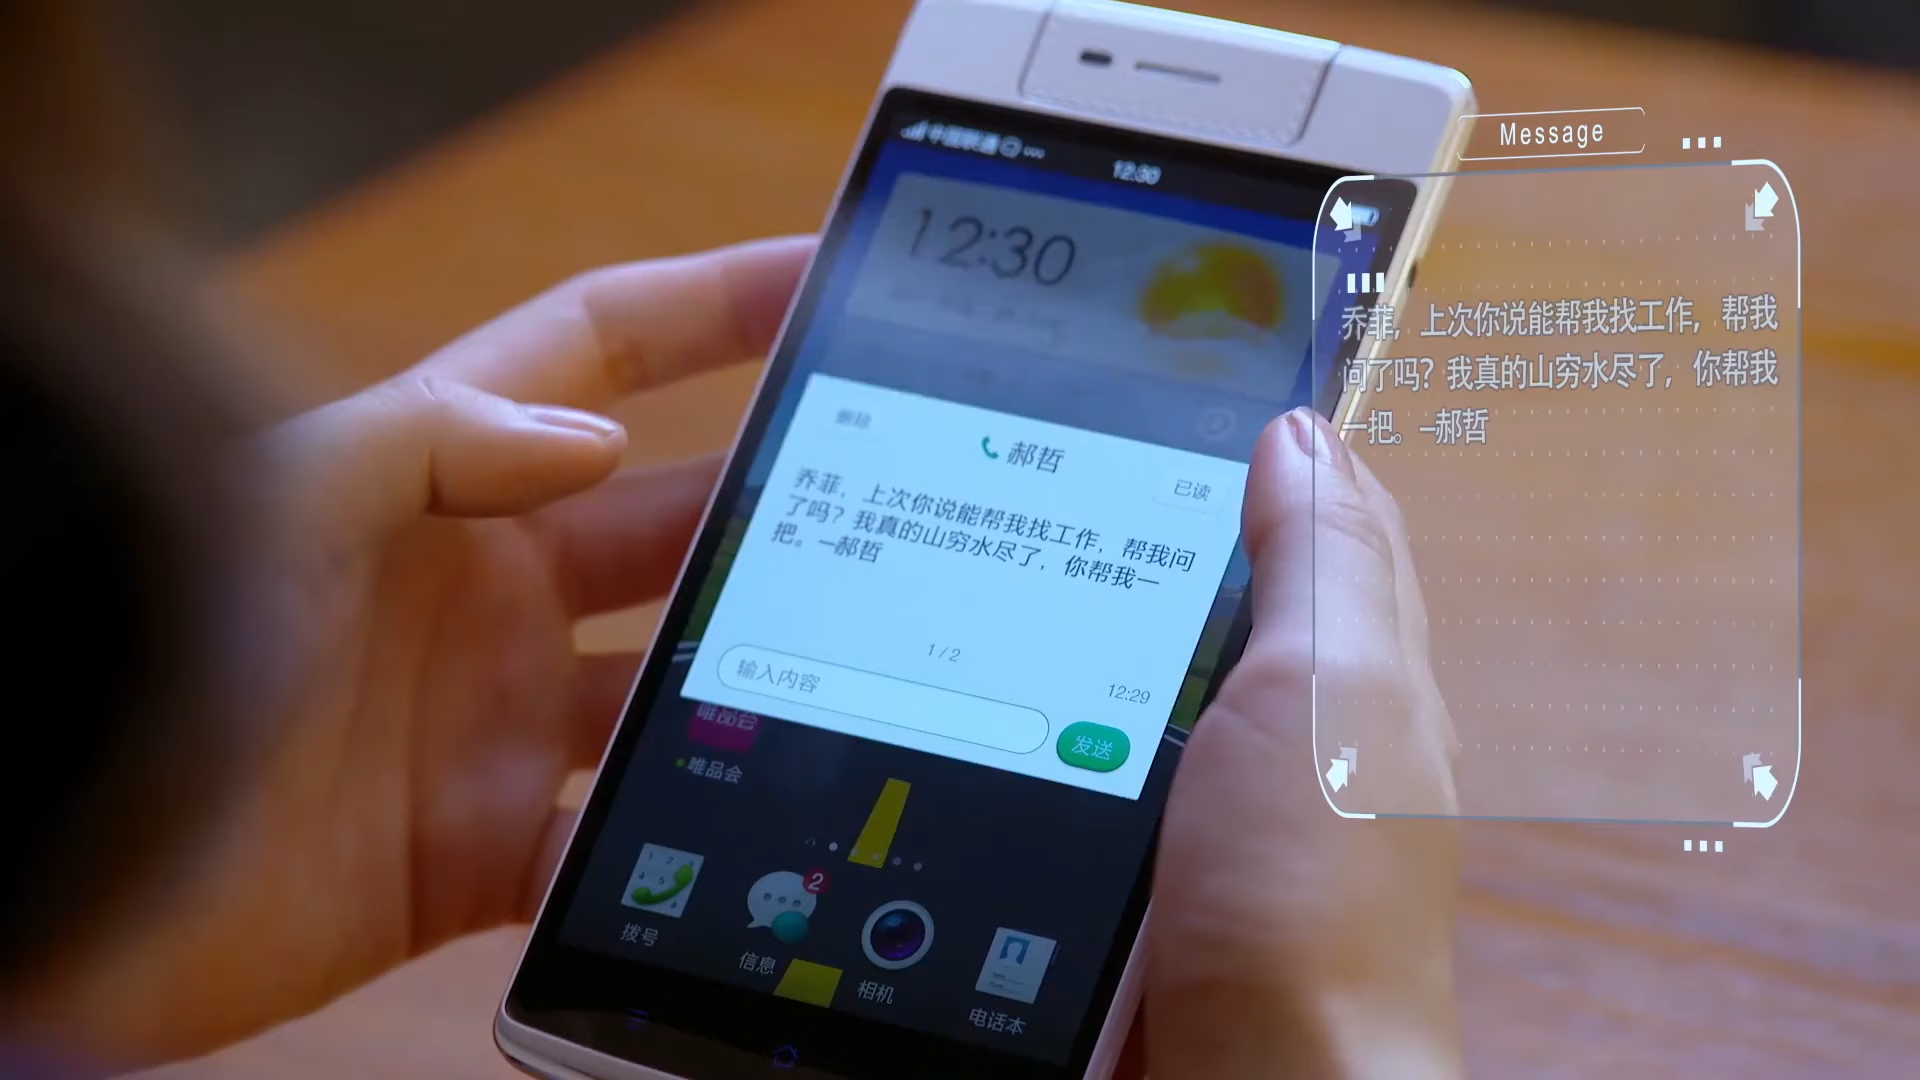 中国联通
12:30
12:30
删除
郝哲
已读
乔菲，上次你说能帮我找工作，帮我问
了吗？我真的山穷水尽了，你帮我一
把。–郝哲
1/2
12:29
输入内容
发送
唯品会
唯品会
拨号
2
信息
相机
电话本
Message
乔菲，上次你说能帮我找工作，帮我
问了吗？我真的山穷水尽了，你帮我
一把。–郝哲